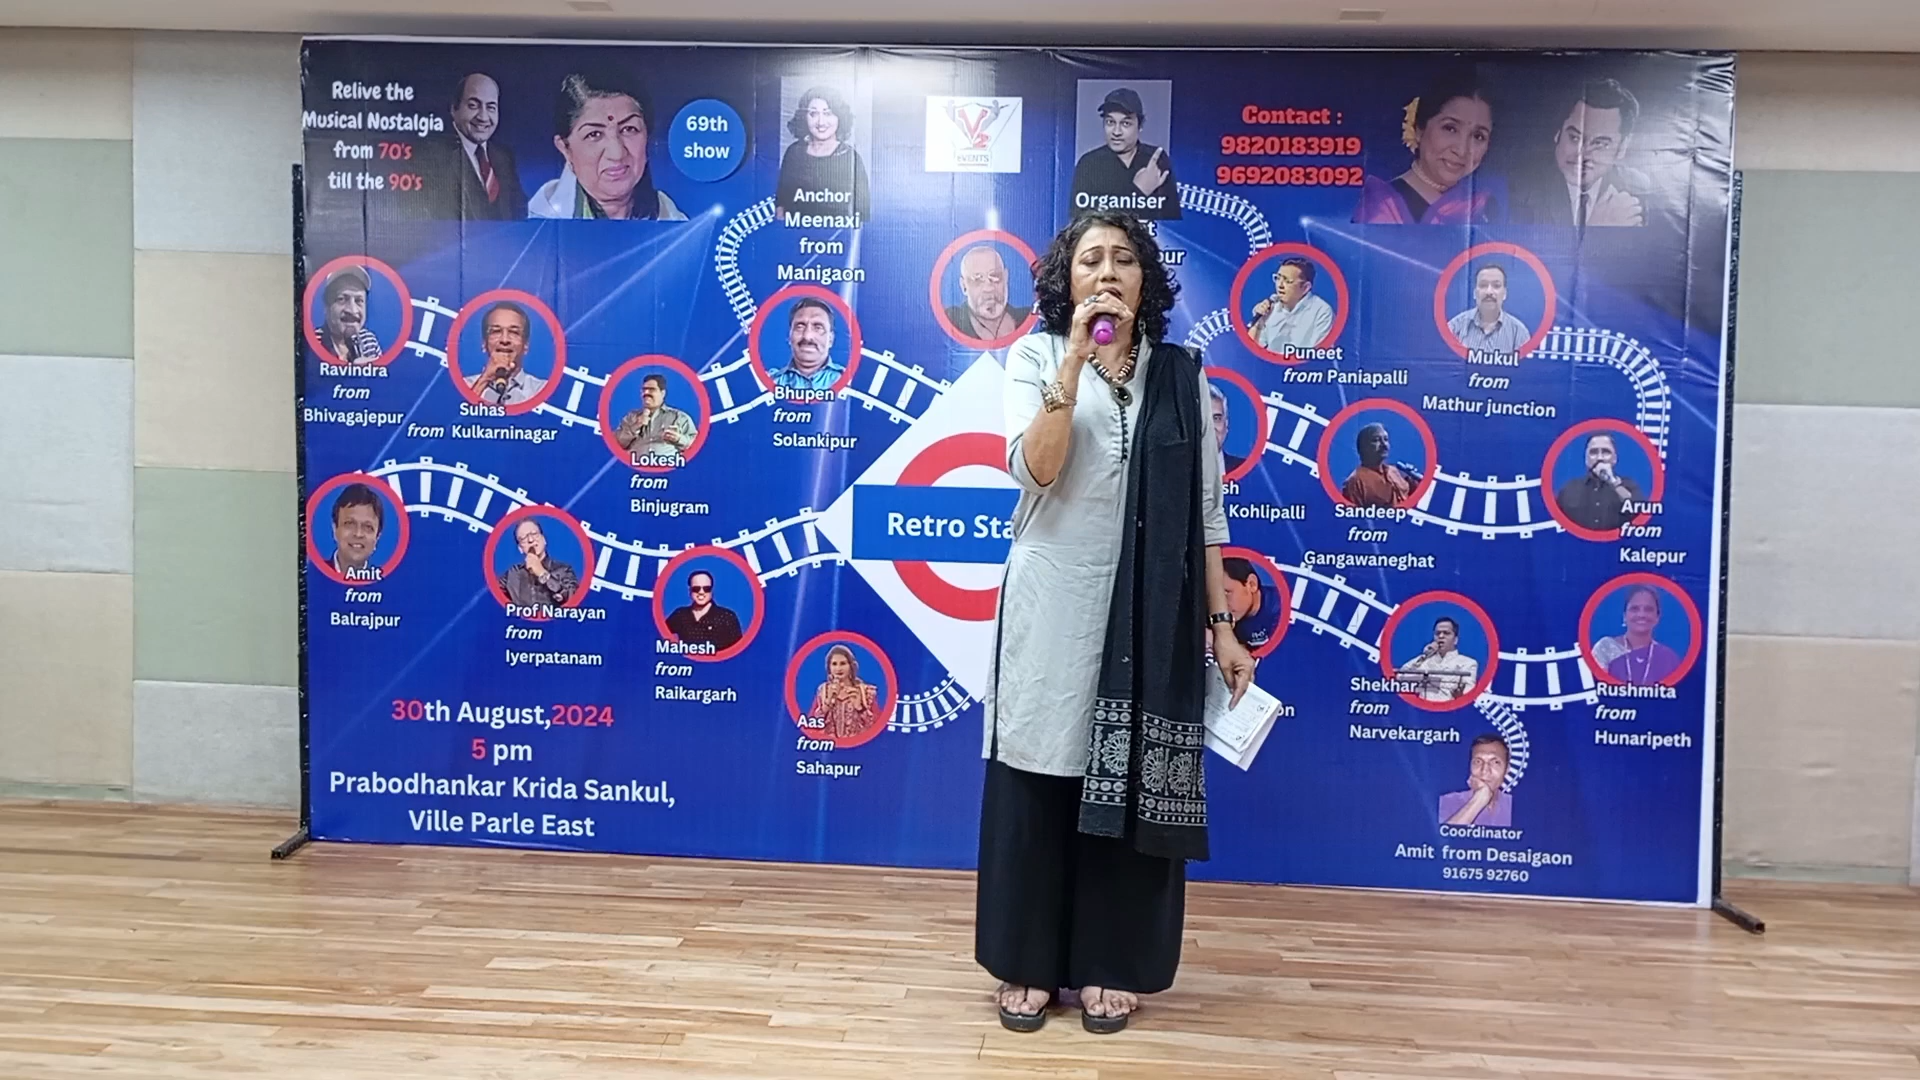 Relive the
Musical Nostalgia
from 70's
till the 90's
69th
show
Anchor
Meenaxi
from
Manigaon
V2
EVENTS
Organiser
Contact :
9820183919
9692083092
Ravindra
from
Bhivagajepur
Suhas
from Kulkarninagar
Lokesh
from
Binjugram
Bhupen
from
Solankipur
Puneet
from Paniapalli
Mukul
from
Mathur junction
Kohlipalli
Sandeep
from
Gangawaneghat
Arun
from
Kalepur
Retro Sta
Amit
from
Balrajpur
Prof Narayan
from
Iyerpatanam
Mahesh
from
Raikargarh
Aas
from
Sahapur
Shekhar
from
Narvekargarh
Rushmita
from
Hunaripeth
30th August,2024
5 pm
Prabodhankar Krida Sankul,
Ville Parle East
Coordinator
Amit from Desaigaon
91675 92760